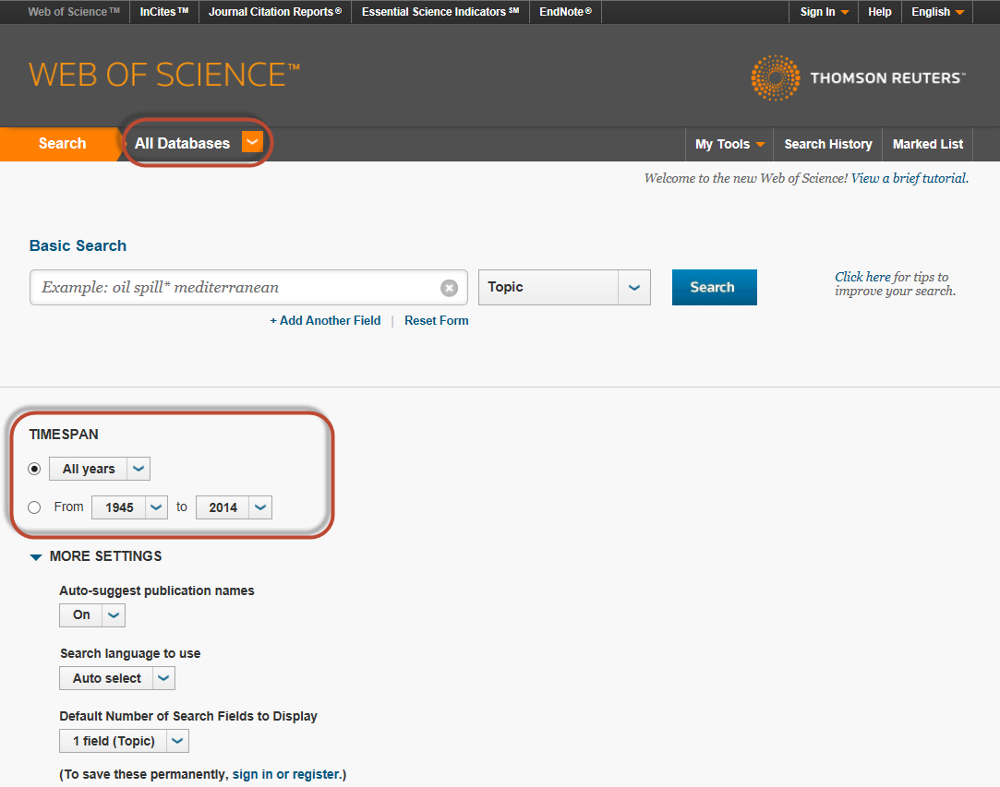 Web of Science™ InCites™ Journal Citation Reports® Essential Science Indicators ℠ EndNote® Sign In Help English
WEB OF SCIENCE™
THOMSON REUTERS™
Search All Databases My Tools Search History Marked List
Welcome to the new Web of Science! View a brief tutorial.
Basic Search
Example: oil spill* mediterranean Topic Search
Click here for tips to
improve your search.
+ Add Another Field | Reset Form
TIMESPAN
All years
From 1945 to 2014
MORE SETTINGS
Auto-suggest publication names
On
Search language to use
Auto select
Default Number of Search Fields to Display
1 field (Topic)
(To save these permanently, sign in or register.)